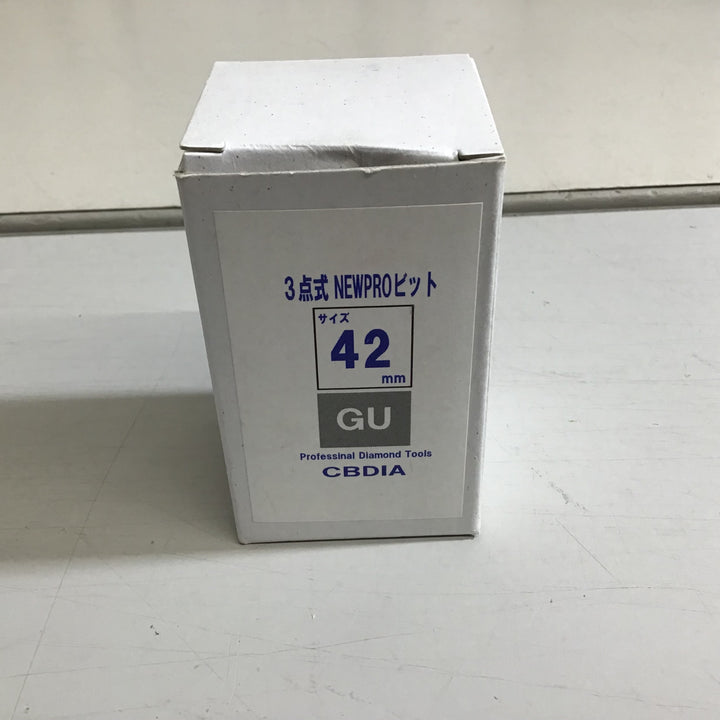 ３点式 NEWPROビット
サイズ
42
mm
GU
Professinal Diamond Tools
CBDIA